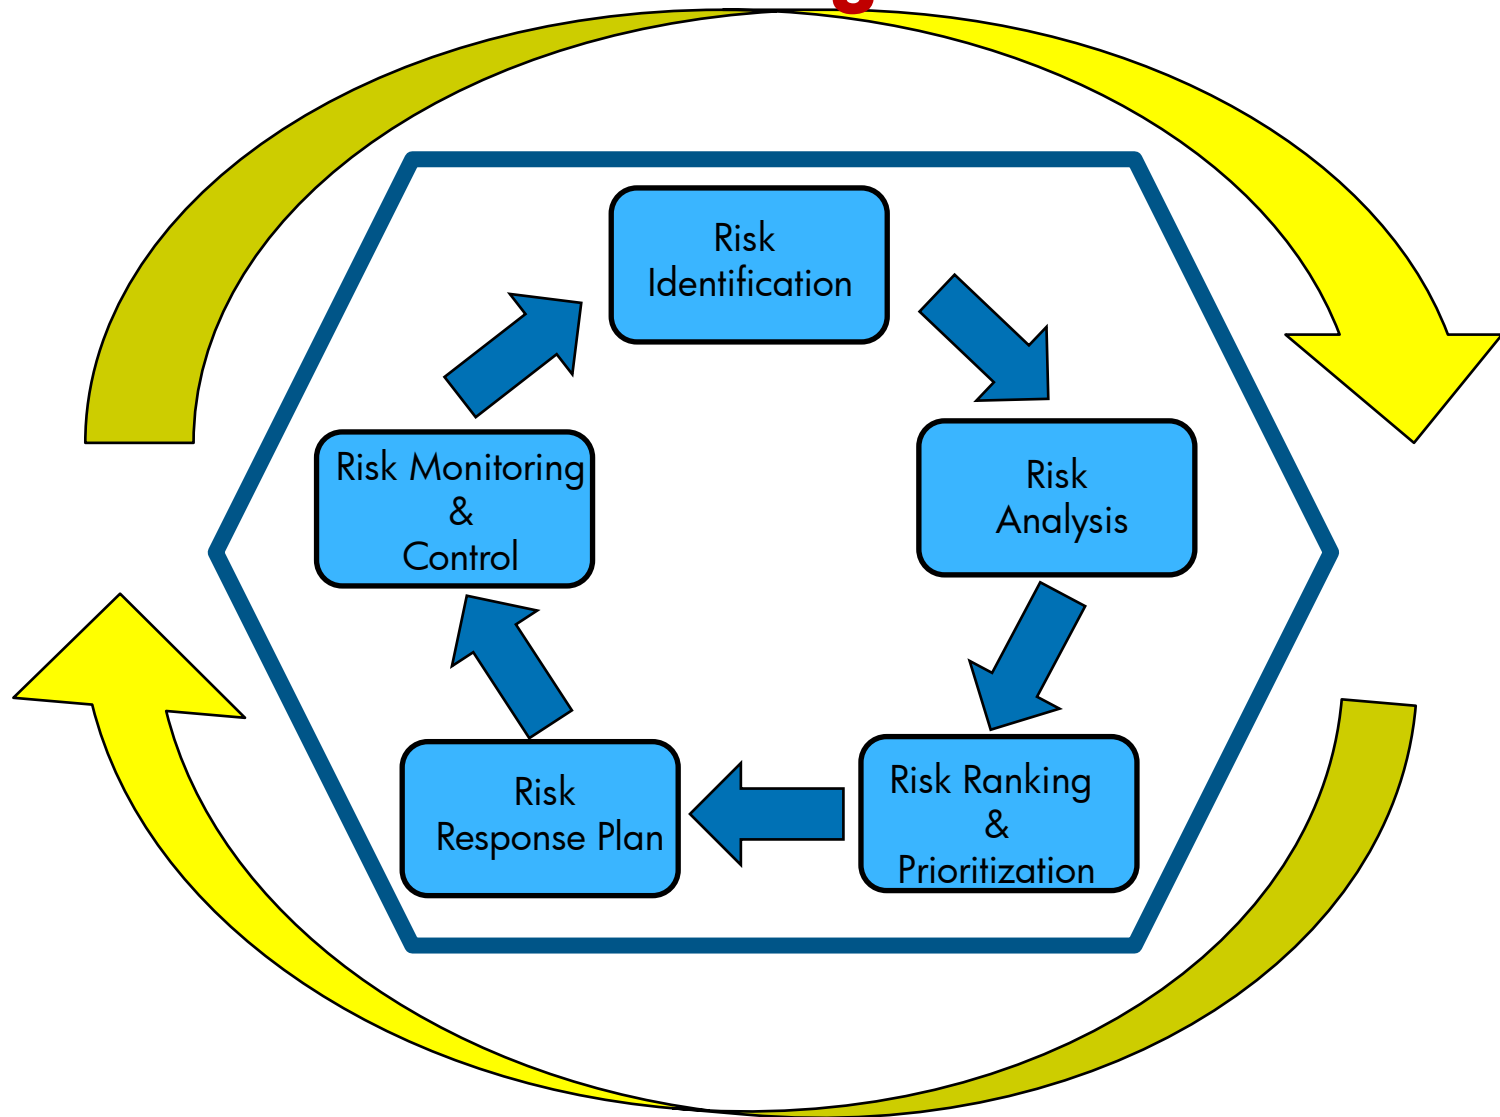 Risk
Identification
Risk
Analysis
Risk Ranking
&
Prioritization
Risk
Response Plan
Risk Monitoring
&
Control